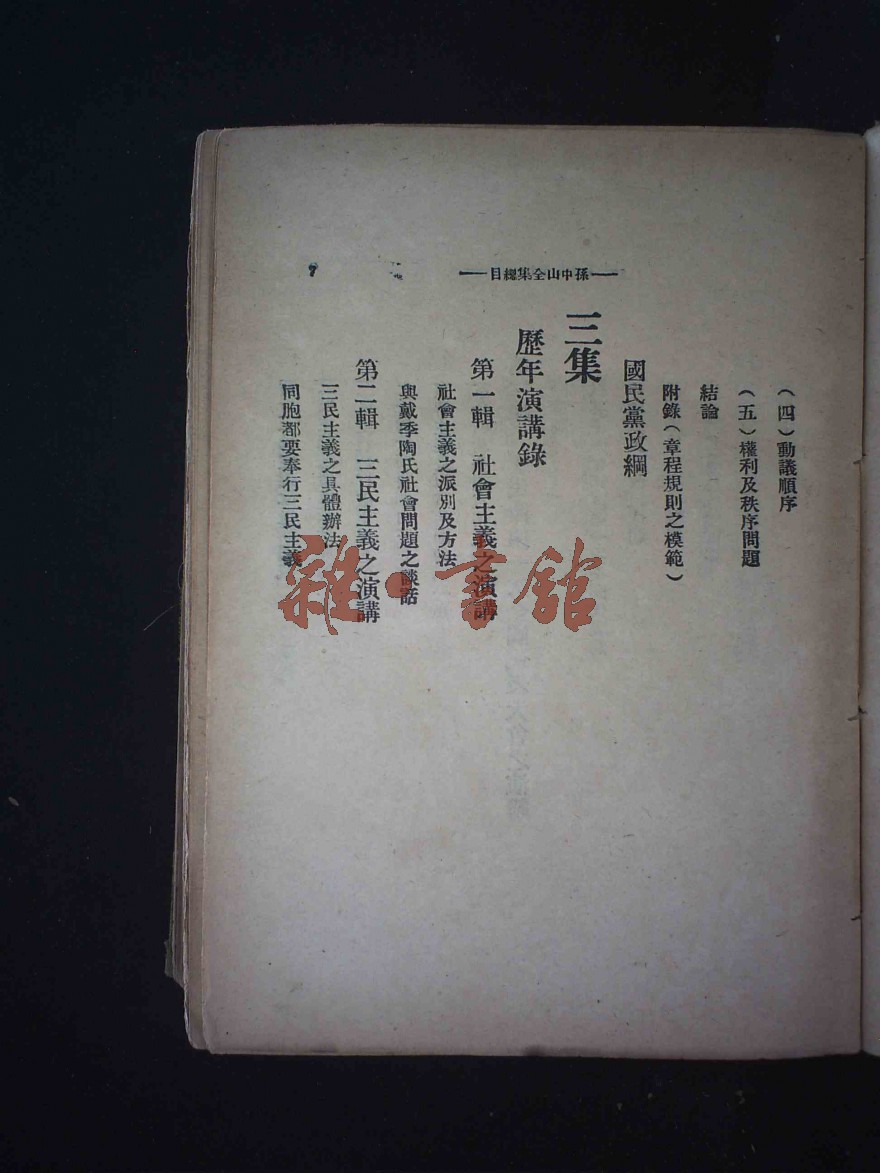 孫中山全集總目
7
(四)動議順序
(五)權利及秩序問題
結論
附錄(章程規則之模範)
國民黨政綱
三集
歷年演講錄
第一輯 社會主義之演講
社會主義之派別及方法
與戴季陶氏社會問題之談話
第二輯 三民主義之演講
三民主義之具體辦法
同胞都要奉行三民主義
雜·書館